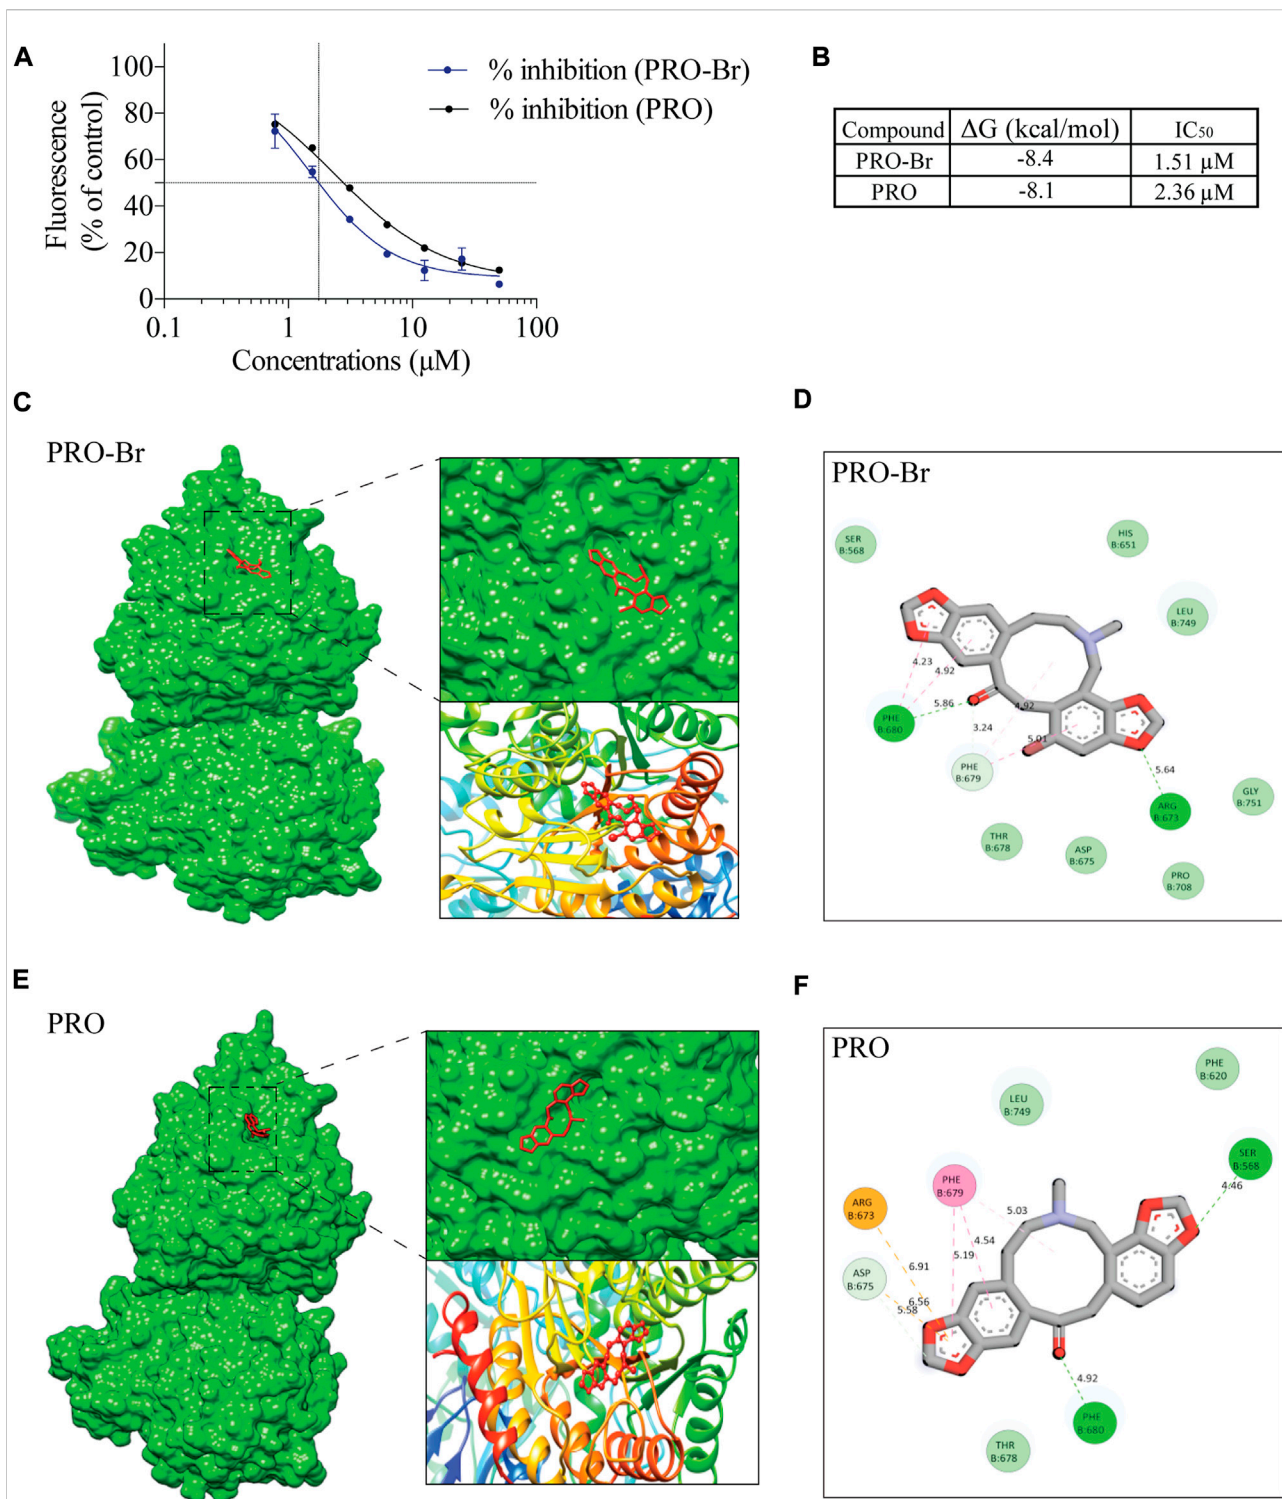 A
% inhibition (PRO-Br)
% inhibition (PRO)
Fluorescence
(% of control)
100
80
60
40
20
0
0.1 1 10 100
Concentrations (µM)
B
Compound ΔG (kcal/mol) IC50
PRO-Br -8.4 1.51 µM
PRO -8.1 2.36 µM
C
PRO-Br
D
PRO-Br
SER
B:568
HIS
B:651
LEU
B:749
4.23
4.92
5.86
4.92
PHE
B:680
3.24
5.01
PHE
B:679
5.64
GLY
B:751
ARG
B:673
THR
B:678
ASP
B:675
PRO
B:708
E
PRO
F
PRO
PHE
B:620
LEU
B:749
SER
B:568
4.46
PHE
B:679
ARG
B:673
5.03
4.54
5.19
6.91
ASP
B:675
6.56
5.58
4.92
PHE
B:680
THR
B:678